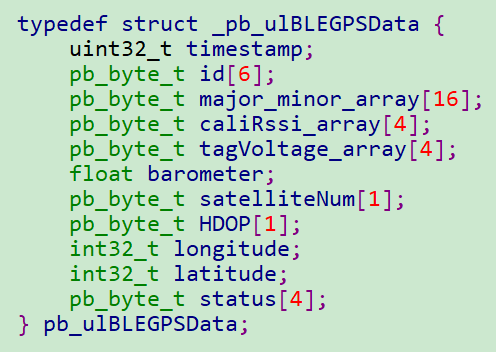 typedef struct _pb_ulBLEGPSData {
    uint32_t timestamp;
    pb_byte_t id[6];
    pb_byte_t major_minor_array[16];
    pb_byte_t caliRssi_array[4];
    pb_byte_t tagVoltage_array[4];
    float barometer;
    pb_byte_t satelliteNum[1];
    pb_byte_t HDOP[1];
    int32_t longitude;
    int32_t latitude;
    pb_byte_t status[4];
} pb_ulBLEGPSData;